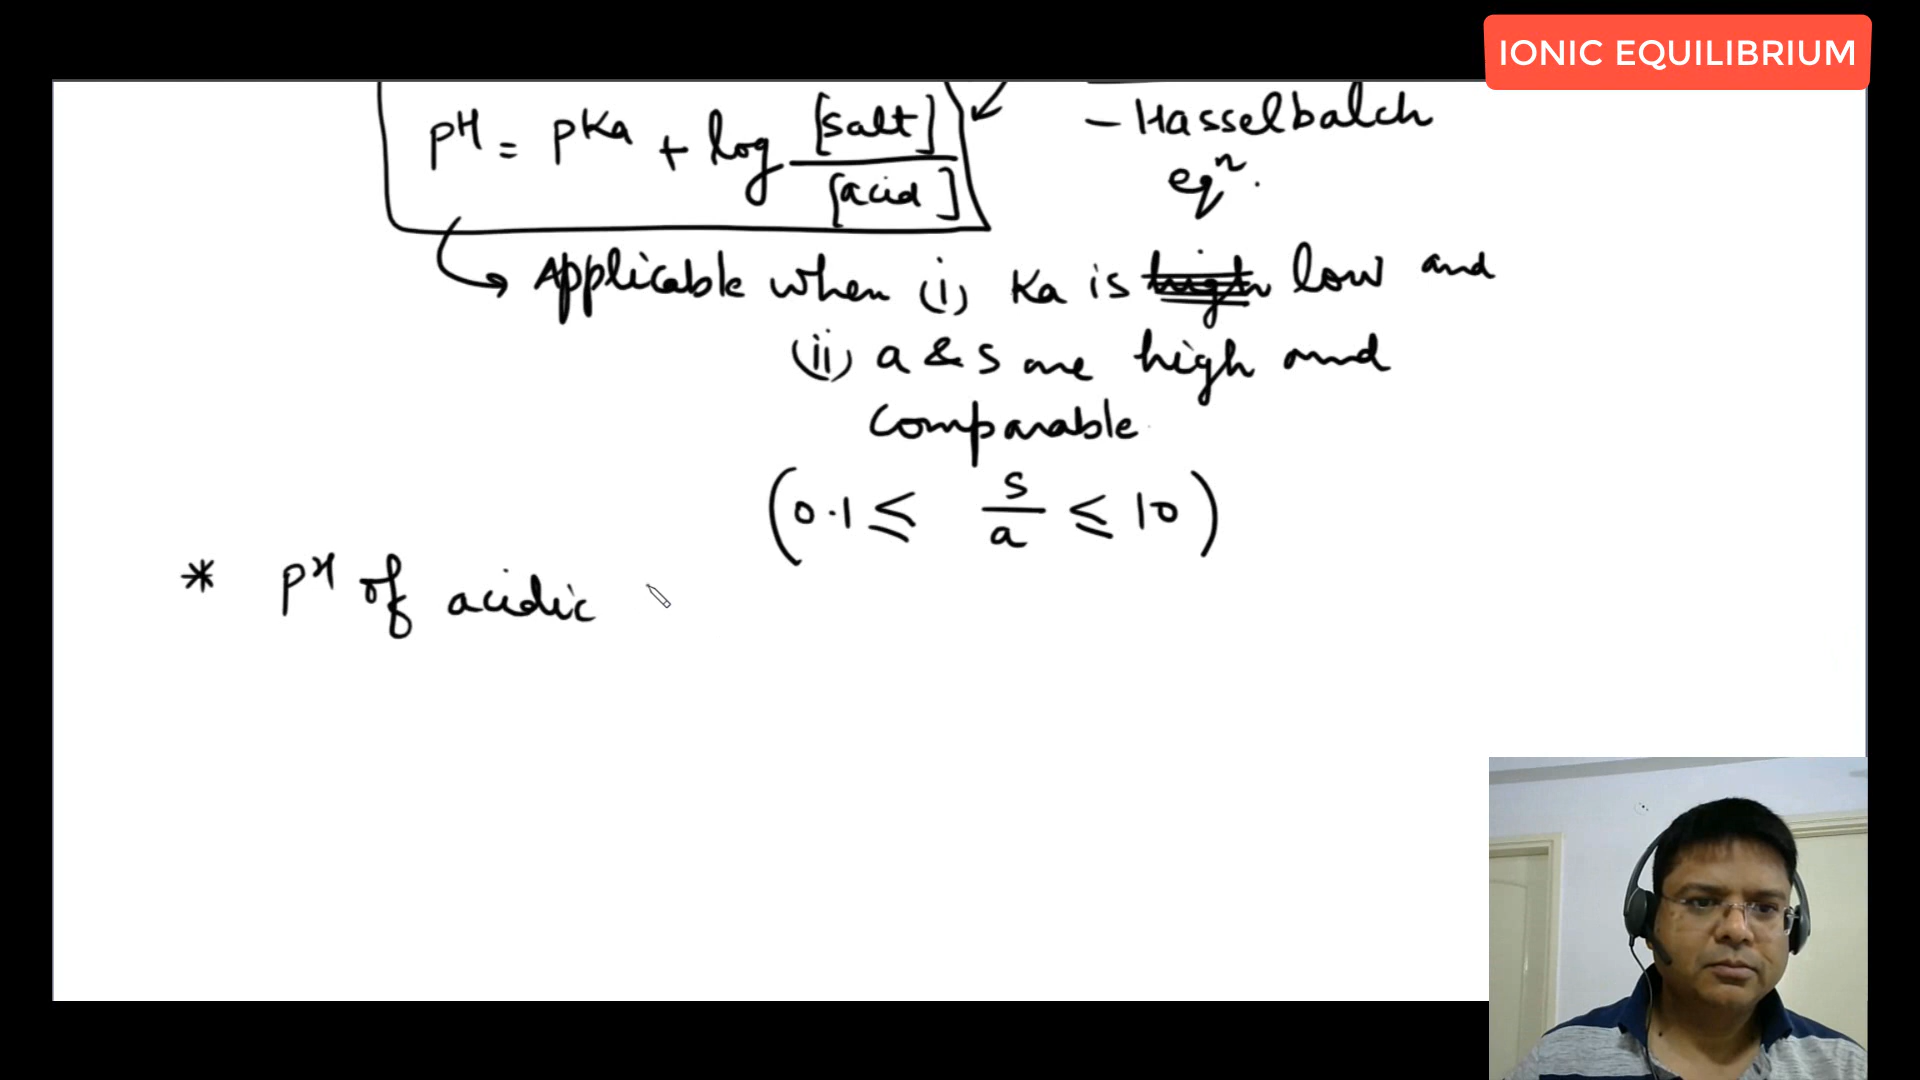 IONIC EQUILIBRIUM
pH = pKa + log [salt]/[acid]
- Hasselbalch
eqⁿ.
Applicable when (i) Ka is high low and
(ii) a & s are high and
Comparable
(0.1 ≤ s/a ≤ 10)
* pH of acidic